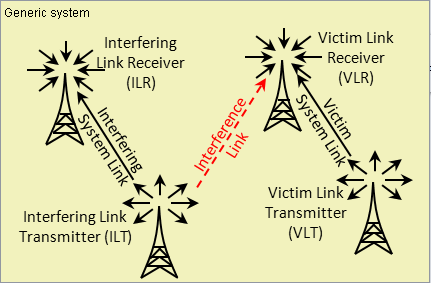 Generic system
Interfering
Link Receiver
(ILR)
Victim Link
Receiver
(VLR)
Interfering
System Link
Interference
Link
Victim
System Link
Interfering Link
Transmitter (ILT)
Victim Link
Transmitter
(VLT)